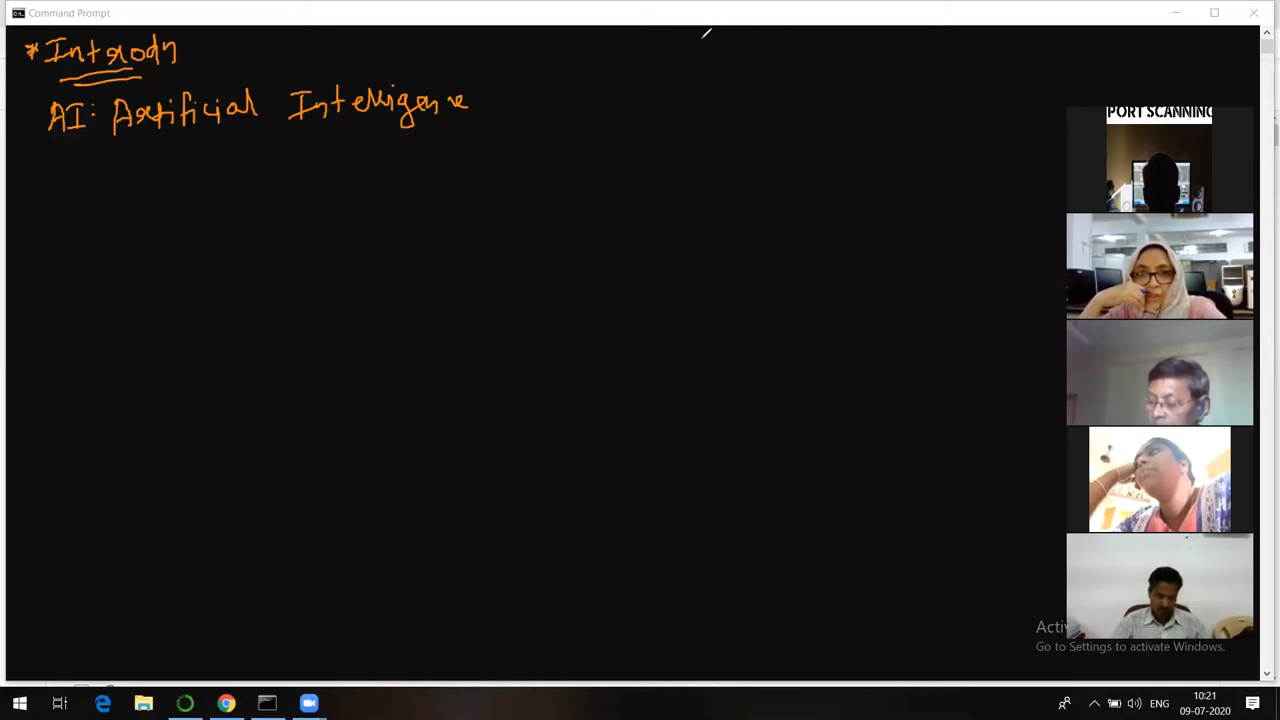 Command Prompt
* Introdn
AI: Artificial Intelligence
PORT SCANNING
Activ
Go to Settings to activate Windows.
ENG
10:21
09-07-2020